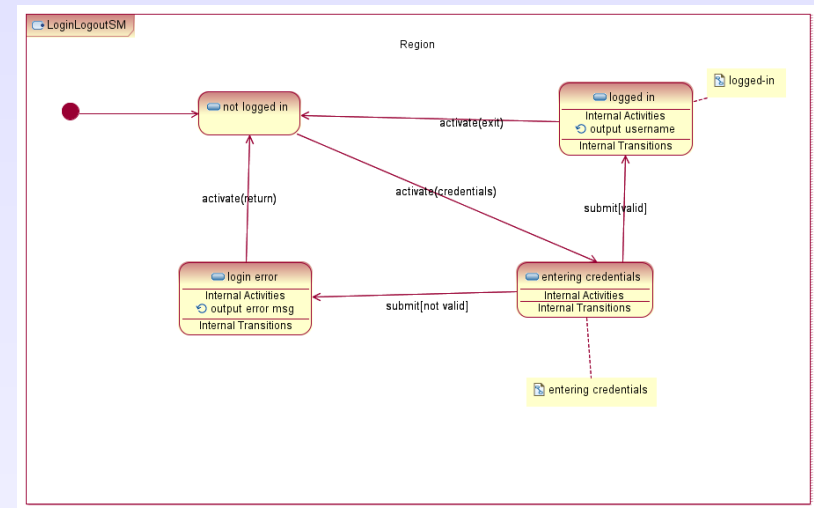 LoginLogoutSM
Region
logged-in
not logged in
logged in
Internal Activities
output username
Internal Transitions
activate(exit)
activate(credentials)
activate(return)
submit[valid]
login error
Internal Activities
output error msg
Internal Transitions
entering credentials
Internal Activities
Internal Transitions
submit[not valid]
entering credentials